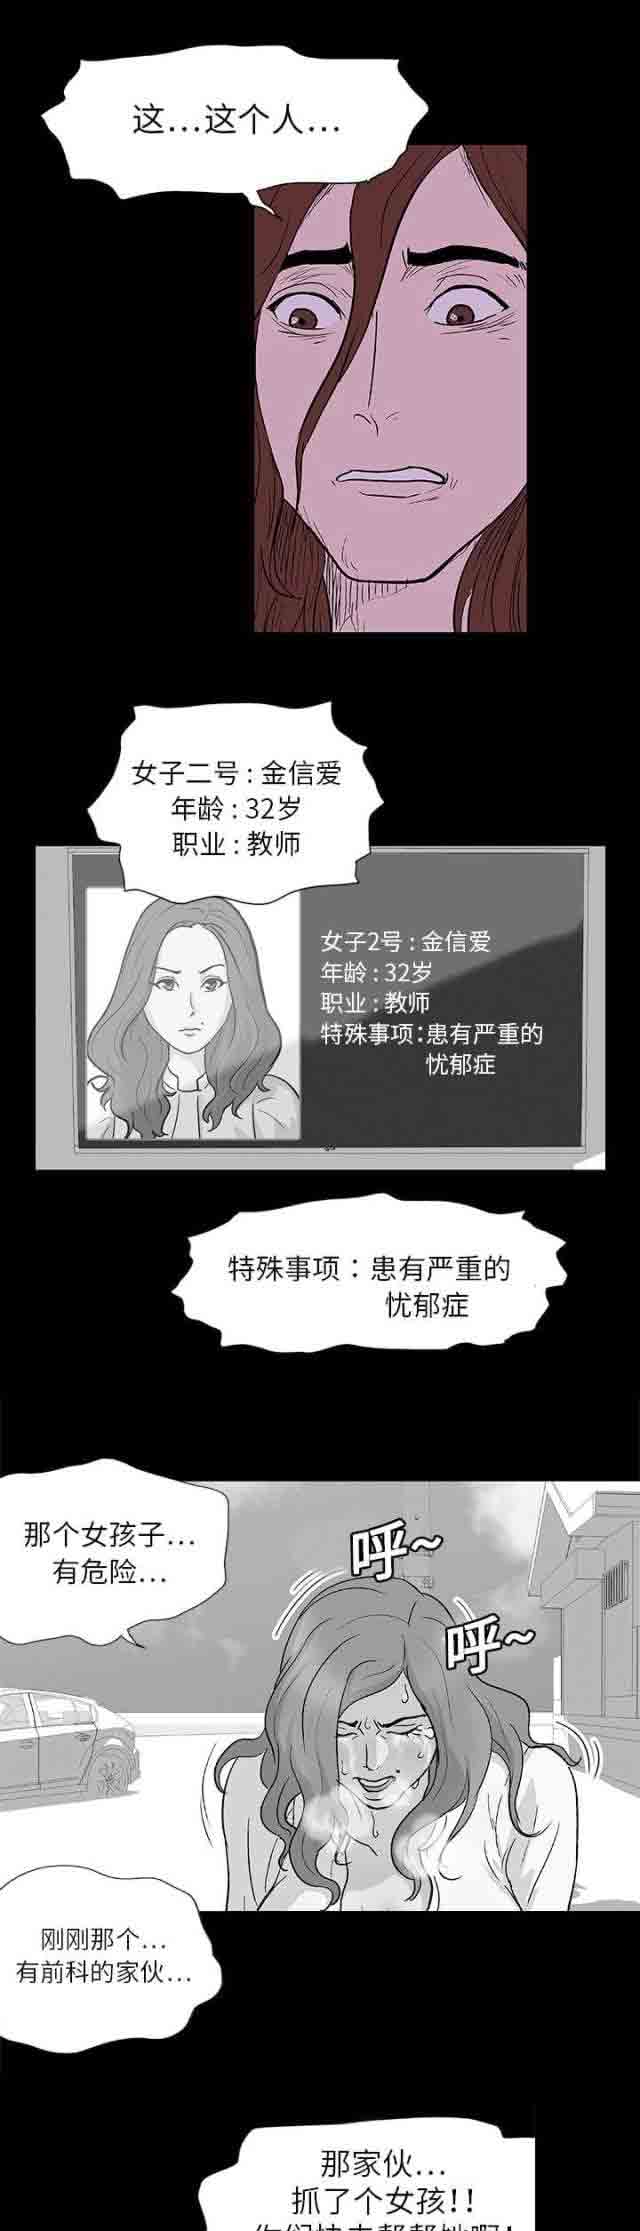 这...这个人...
女子二号:金信爱
年龄:32岁
职业:教师
女子2号:金信爱
年龄:32岁
职业:教师
特殊事项:患有严重的
忧郁症
特殊事项:患有严重的
忧郁症
那个女孩子...
有危险...
呼~
呼~
刚刚那个...
有前科的家伙...
那家伙...
抓了个女孩!!